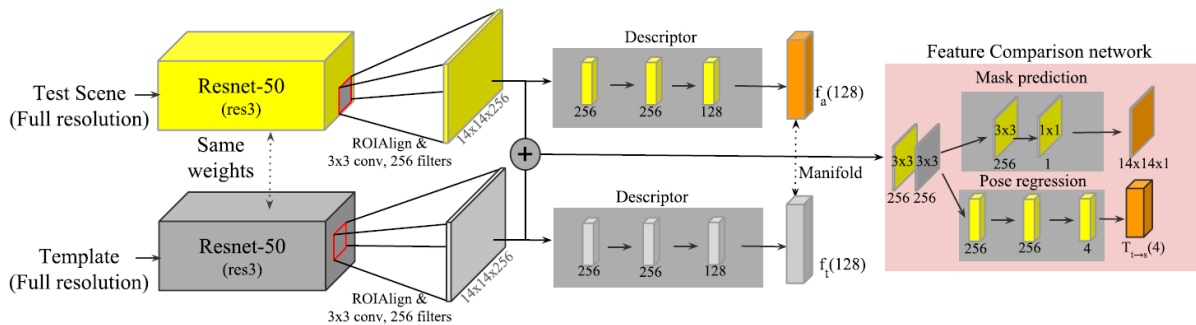 Test Scene
(Full resolution)
Resnet-50
(res3)
ROIAlign &
3x3 conv, 256 filters
14x14x256
Descriptor
256
256
128
fa(128)
Same
weights
+
Manifold
Template
(Full resolution)
Resnet-50
(res3)
ROIAlign &
3x3 conv, 256 filters
14x14x256
Descriptor
256
256
128
ft(128)
Feature Comparison network
Mask prediction
3x3
3x3
256
256
3x3
1x1
256
1
14x14x1
Pose regression
256
256
4
Tt→s(4)